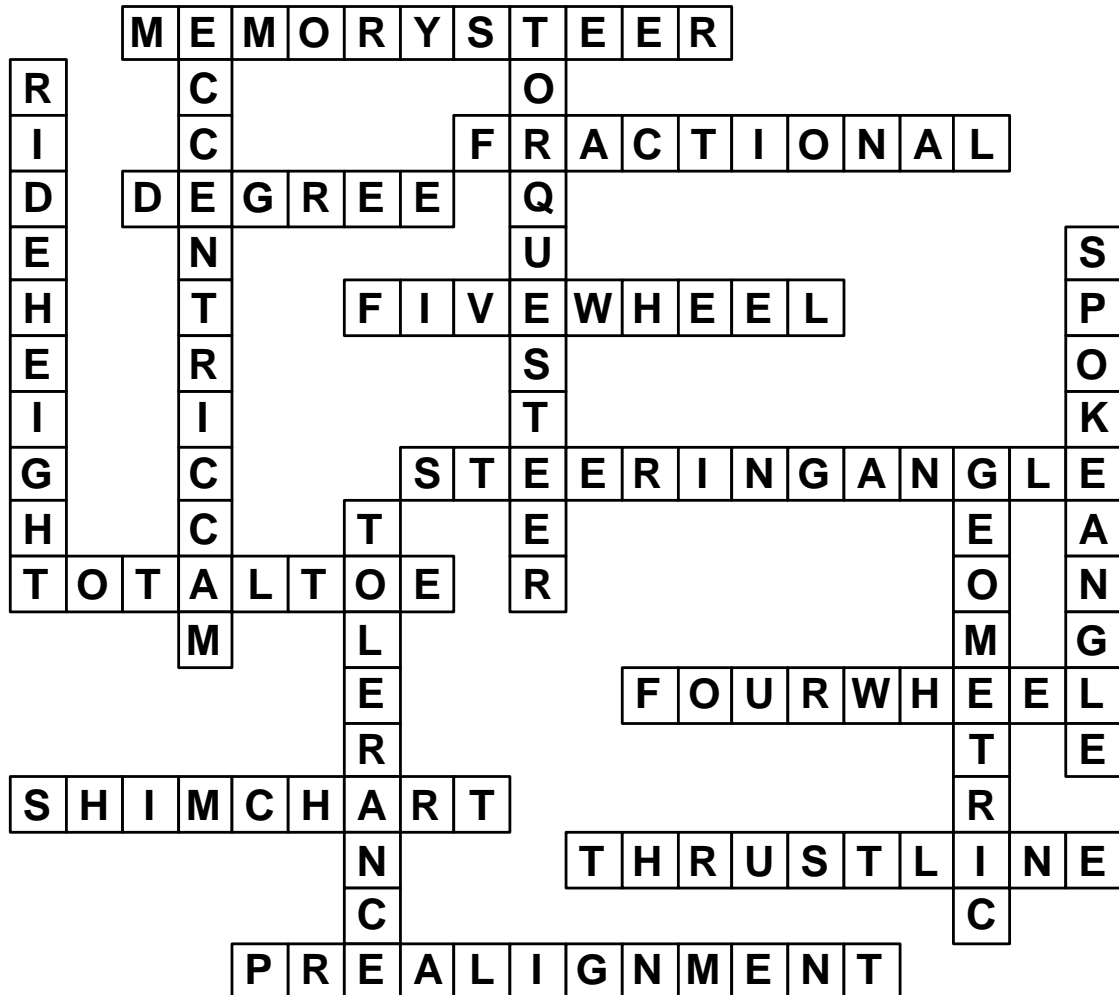 MEMORYSTEER
ECCENTRICCAM
TORQUESTEER
RIDEHEIGHT
FRACTIONAL
DEGREE
SPOKEANGLE
FIVEWHEEL
STEERINGANGLE
GEOMETRIC
TOLERANCE
TOTALTOE
FOURWHEEL
SHIMCHART
THRUSTLINE
PREALIGNMENT